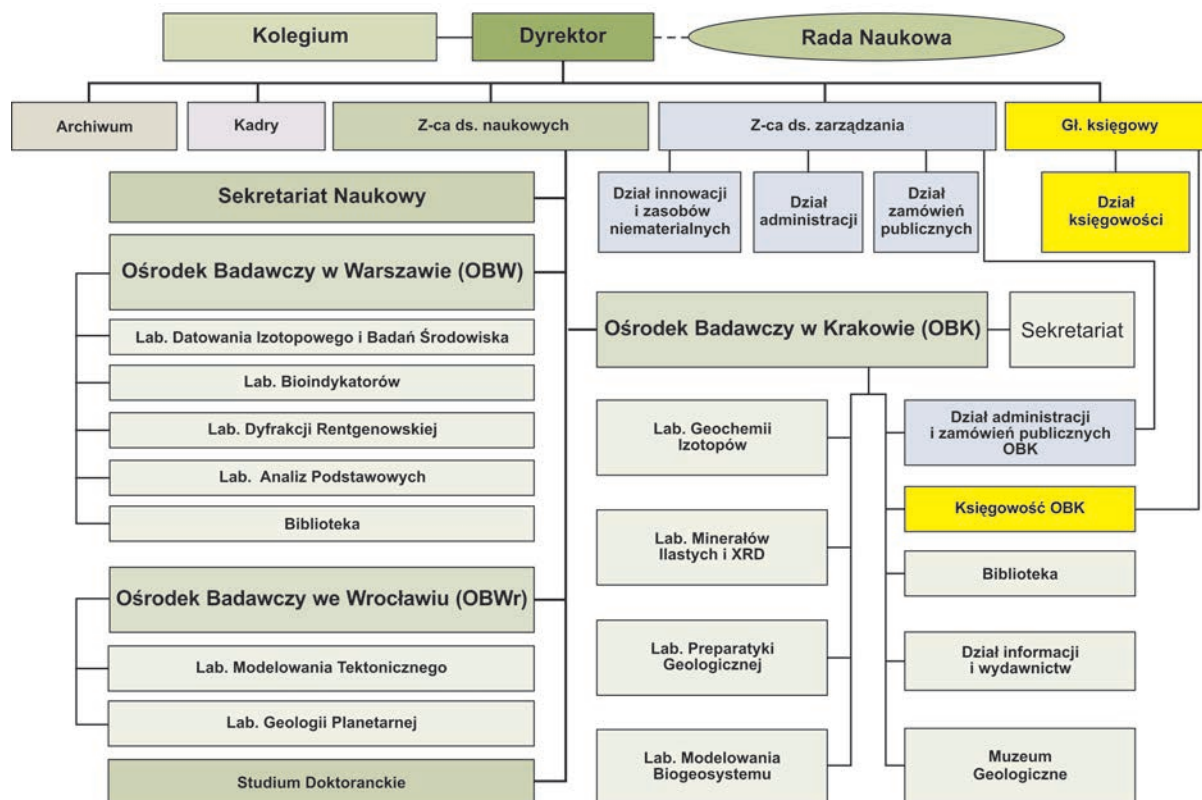 Kolegium
Dyrektor
Rada Naukowa
Archiwum
Kadry
Z-ca ds. naukowych
Z-ca ds. zarządzania
Gł. księgowy
Sekretariat Naukowy
Dział innowacji
i zasobów
niematerialnych
Dział
administracji
Dział
zamówień
publicznych
Dział
księgowości
Ośrodek Badawczy w Warszawie (OBW)
Lab. Datowania Izotopowego i Badań Środowiska
Lab. Bioindykatorów
Lab. Dyfrakcji Rentgenowskiej
Lab. Analiz Podstawowych
Biblioteka
Ośrodek Badawczy we Wrocławiu (OBWr)
Lab. Modelowania Tektonicznego
Lab. Geologii Planetarnej
Studium Doktoranckie
Ośrodek Badawczy w Krakowie (OBK)
Sekretariat
Lab. Geochemii
Izotopów
Lab. Minerałów
Ilastych i XRD
Lab. Preparatyki
Geologicznej
Lab. Modelowania
Biogeosystemu
Dział administracji
i zamówień publicznych
OBK
Księgowość OBK
Biblioteka
Dział informacji
i wydawnictw
Muzeum
Geologiczne